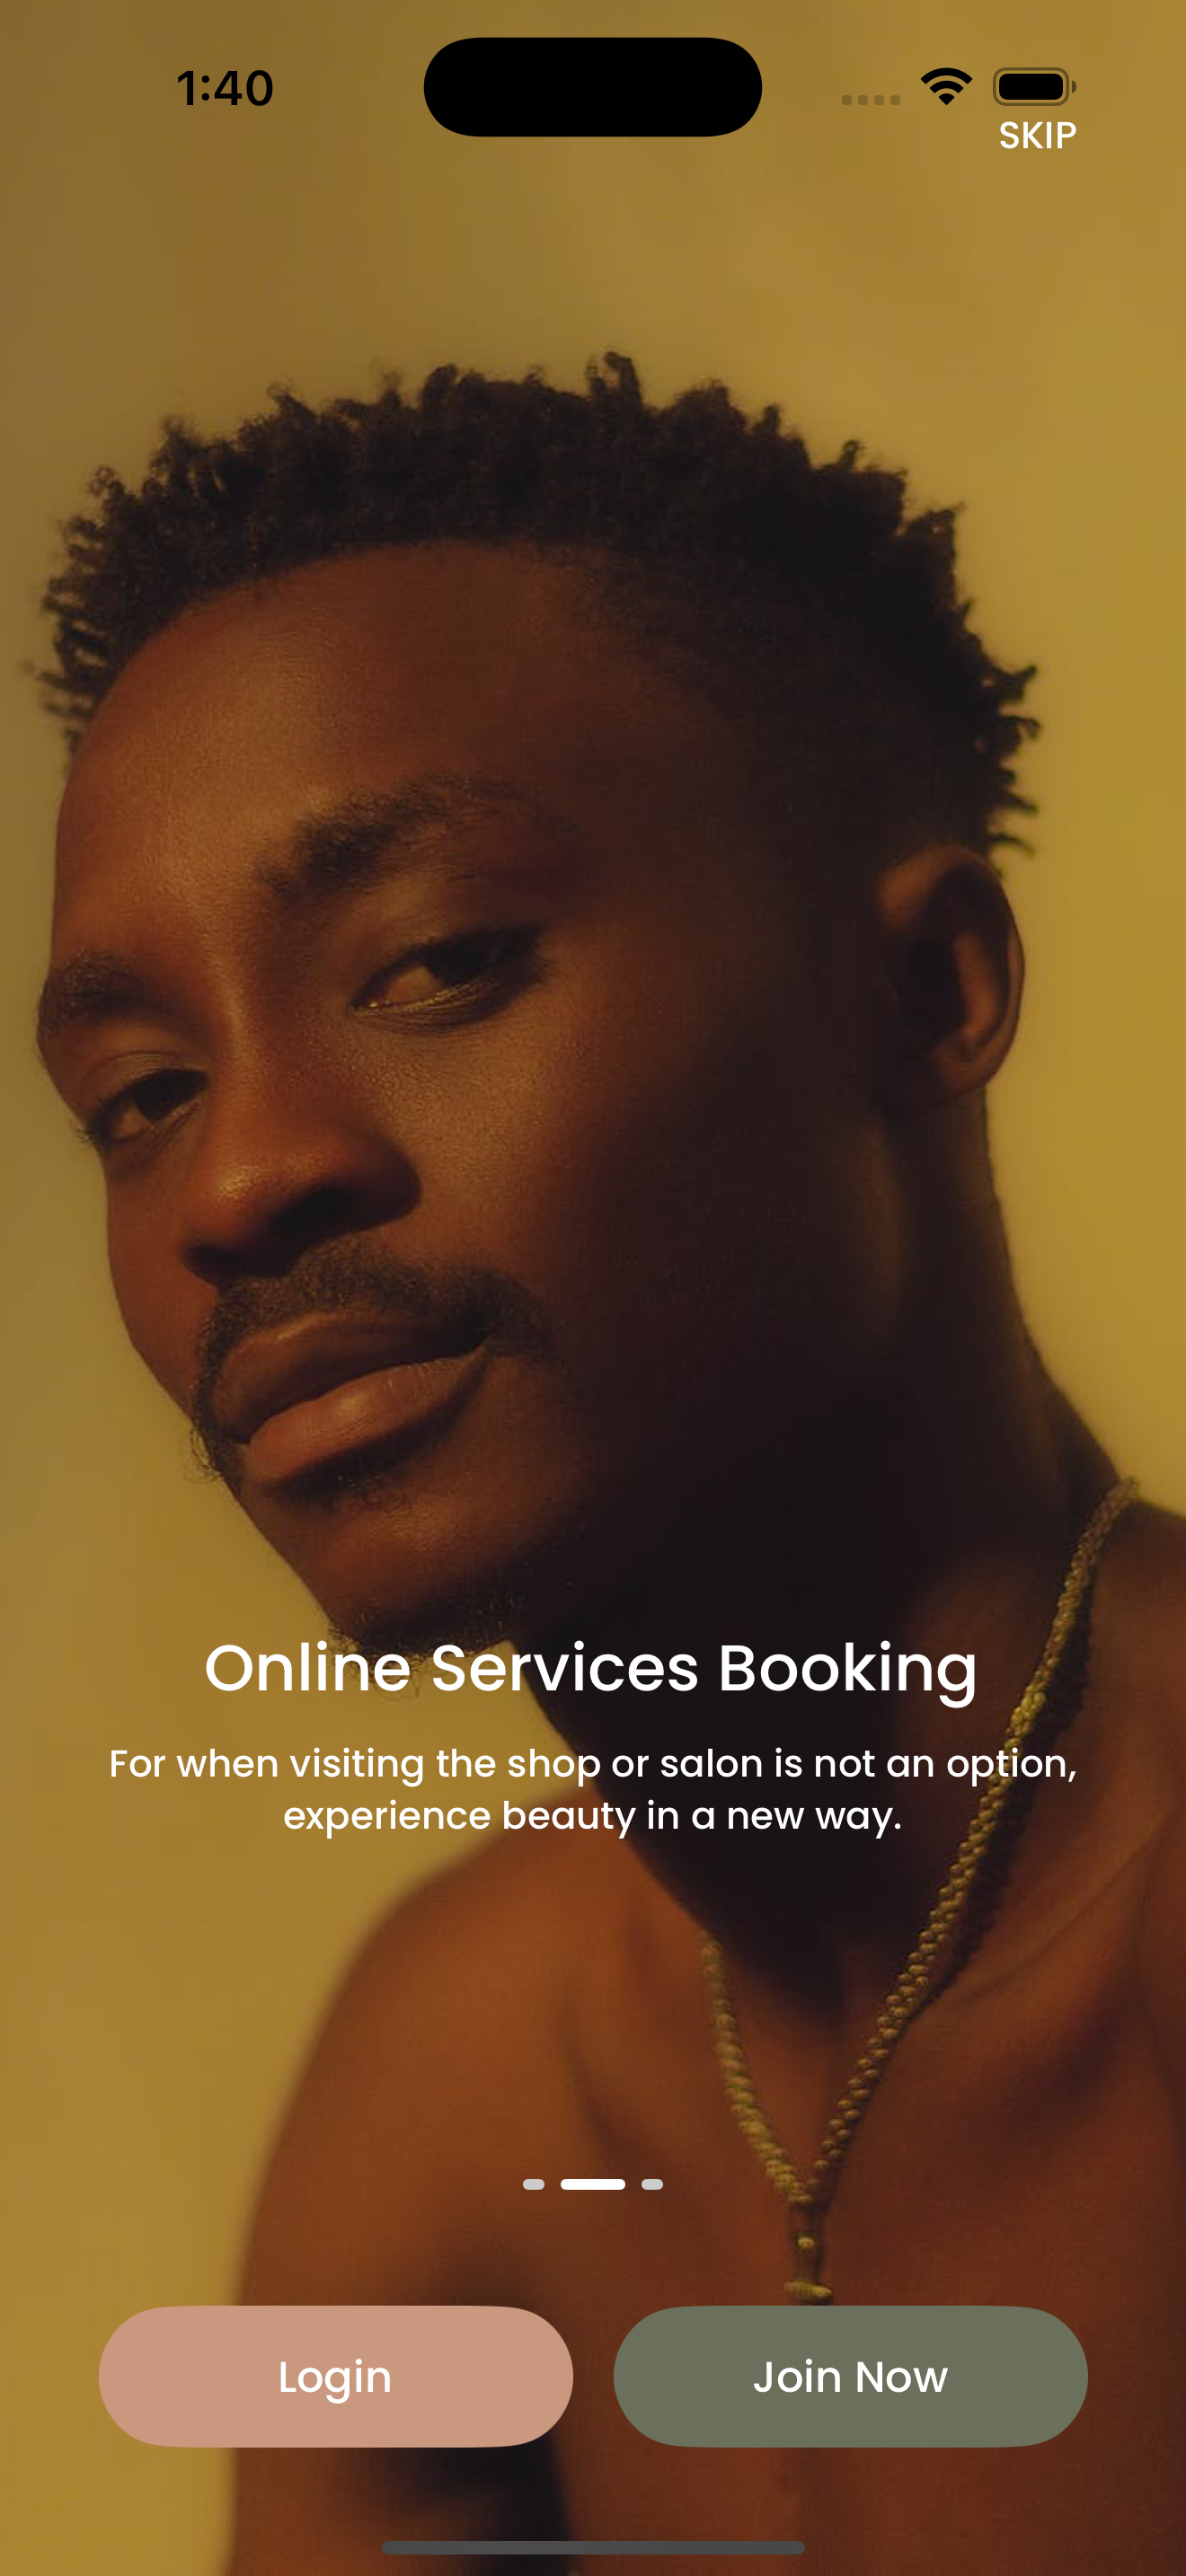 1:40
SKIP
Online Services Booking
For when visiting the shop or salon is not an option,
experience beauty in a new way.
Login
Join Now